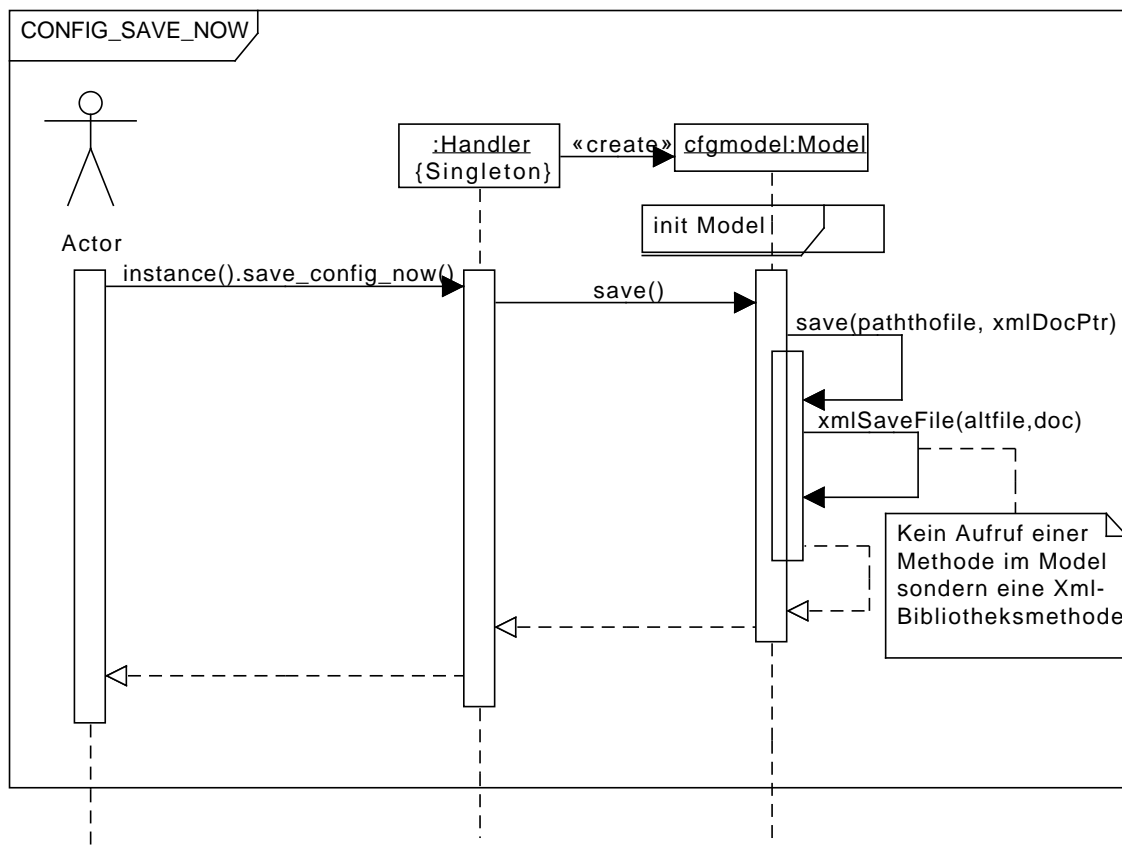 CONFIG_SAVE_NOW
:Handler
{Singleton}
«create»
cfgmodel:Model
init Model
Actor
instance().save_config_now()
save()
save(paththofile, xmlDocPtr)
xmlSaveFile(altfile,doc)
Kein Aufruf einer
Methode im Model
sondern eine Xml-
Bibliotheksmethode